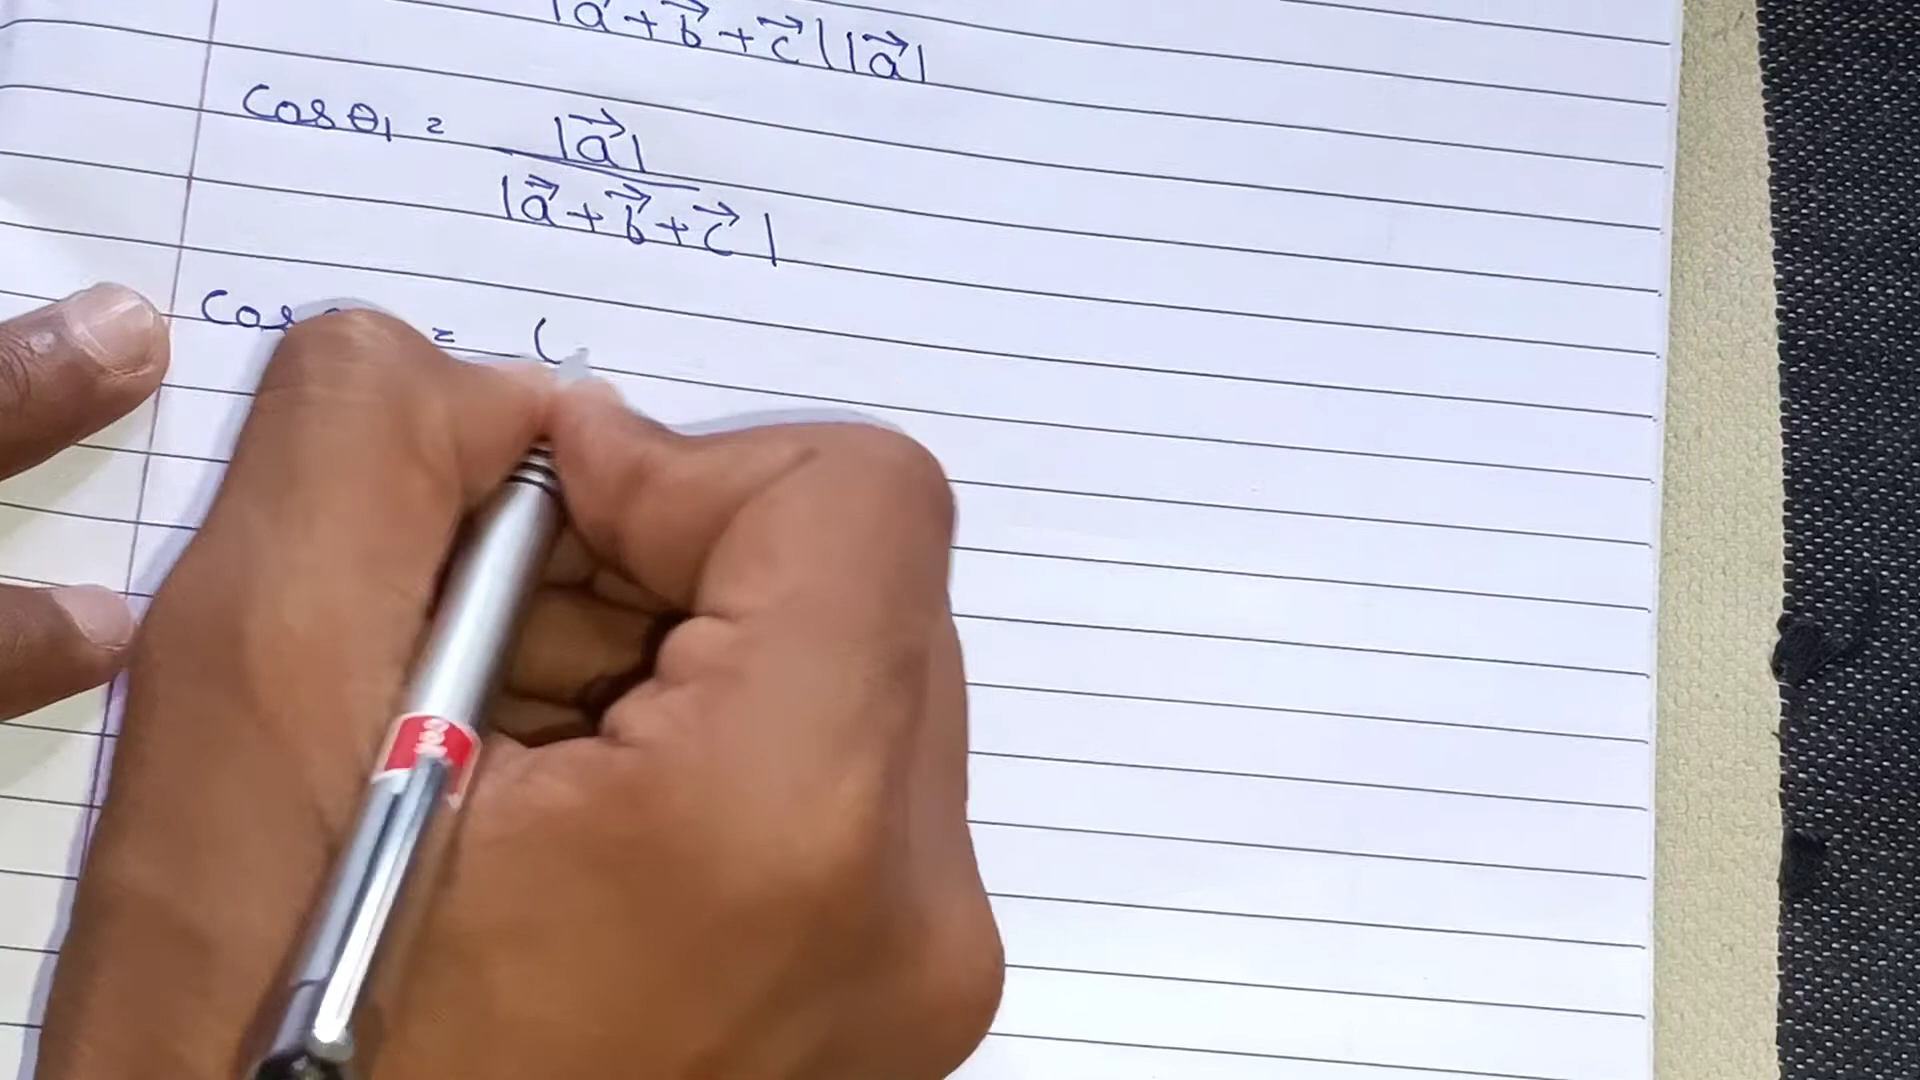 |a⃗ + b⃗ + c⃗| |a⃗|
Cos θ₁ = |a⃗|
|a⃗ + b⃗ + c⃗|
Cos = (